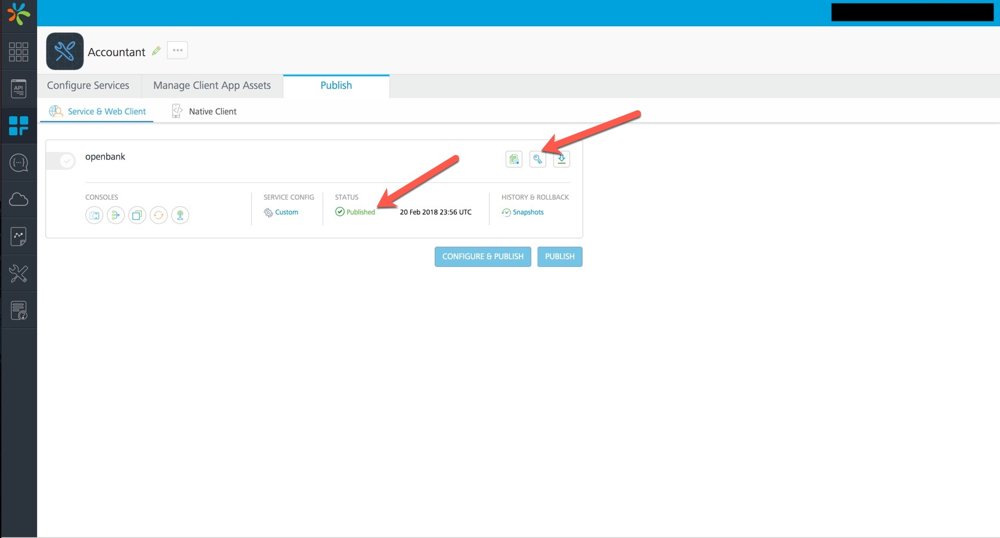 Accountant
Configure Services
Manage Client App Assets
Publish
API
Service & Web Client
Native Client
openbank
CONSOLES
SERVICE CONFIG
STATUS
HISTORY & ROLLBACK
Custom
Published
20 Feb 2018 23:56 UTC
Snapshots
CONFIGURE & PUBLISH
PUBLISH